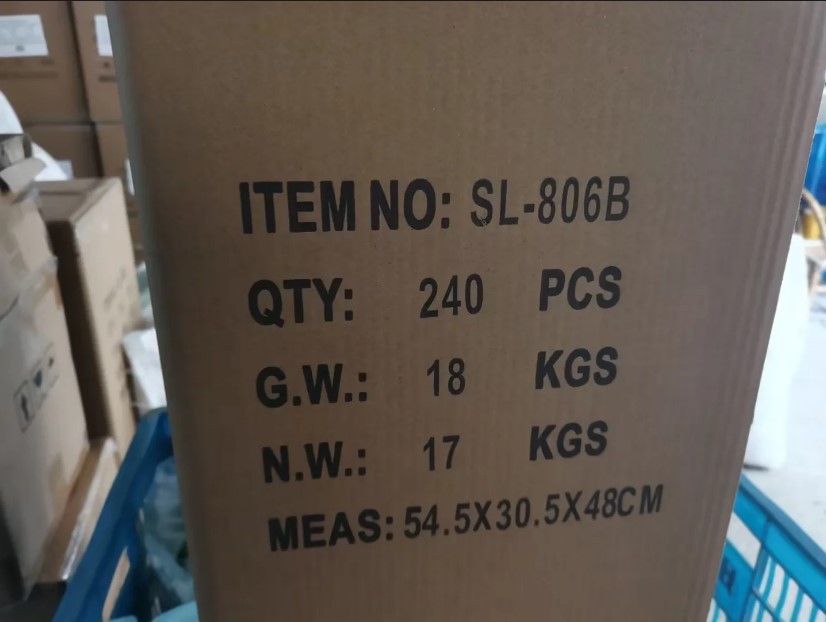 ITEM NO: SL-806B
QTY: 240 PCS
G.W.: 18 KGS
N.W.: 17 KGS
MEAS: 54.5X30.5X48CM